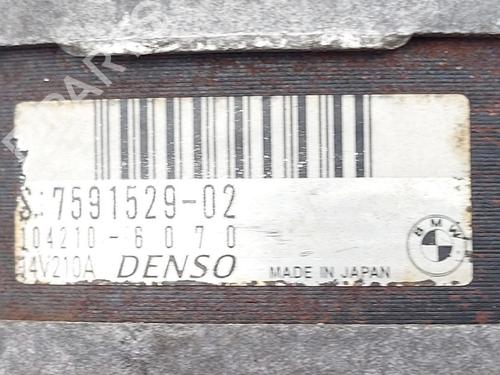 7591529-02
104210-6070
14V210A DENSO MADE IN JAPAN
BMW